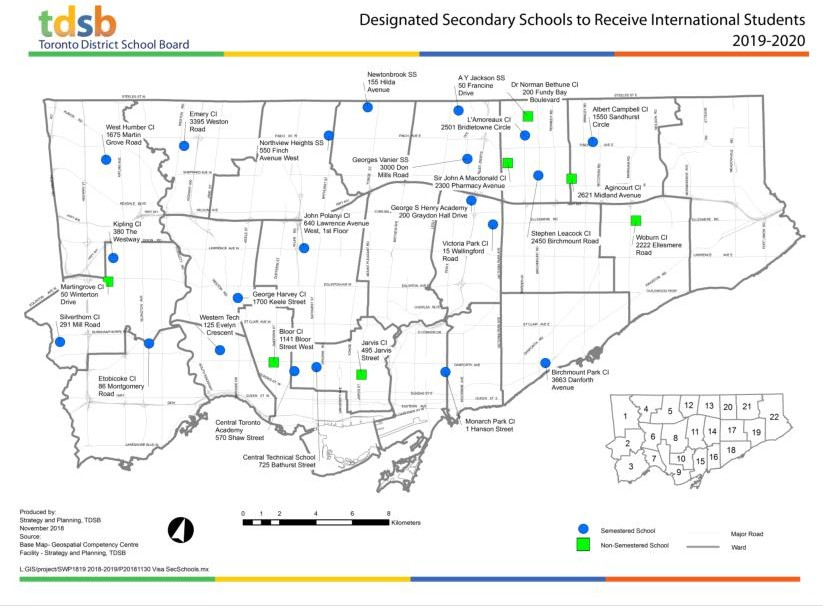 tdsb
Toronto District School Board
Designated Secondary Schools to Receive International Students
2019-2020
Newtonbrook SS
155 Hilda
Avenue
A Y Jackson SS
50 Francine
Drive
Dr Norman Bethune CI
200 Fundy Bay
Boulevard
Albert Campbell CI
1550 Sandhurst
Circle
L'Amoreaux CI
2501 Bridletowne Circle
Emery CI
3395 Weston
Road
West Humber CI
1675 Martin
Grove Road
Northview Heights SS
550 Finch
Avenue West
Georges Vanier SS
3000 Don
Mills Road
Sir John A Macdonald CI
2300 Pharmacy Avenue
Agincourt CI
2621 Midland Avenue
George S Henry Academy
200 Graydon Hall Drive
John Polanyi CI
640 Lawrence Avenue
West, 1st Floor
Kipling CI
380 The
Westway
Victoria Park CI
15 Wallingford
Road
Stephen Leacock CI
2450 Birchmount Road
Woburn CI
2222 Ellesmere
Road
Martingrove CI
50 Winterton
Drive
George Harvey CI
1700 Keele Street
Silverthorn CI
291 Mill Road
Western Tech
125 Evelyn
Crescent
Bloor CI
1141 Bloor
Street West
Jarvis CI
495 Jarvis
Street
Etobicoke CI
86 Montgomery
Road
Birchmount Park CI
3663 Danforth
Avenue
Central Toronto
Academy
570 Shaw Street
Monarch Park CI
1 Hanson Street
Central Technical School
725 Bathurst Street
1 4 5 12 13 20 21 22
2 6 8 11 14 17 19
3 7 10 9 15 16 18
Produced by:
Strategy and Planning, TDSB
November 2018
Source:
Base Map- Geospatial Competency Centre
Facility - Strategy and Planning, TDSB
L:GIS/project/SWP1819 2018-2019/P20181130 Visa SecSchools.mx
0 1 2 4 6 8
Kilometers
Semestered School
Non-Semestered School
Major Road
Ward